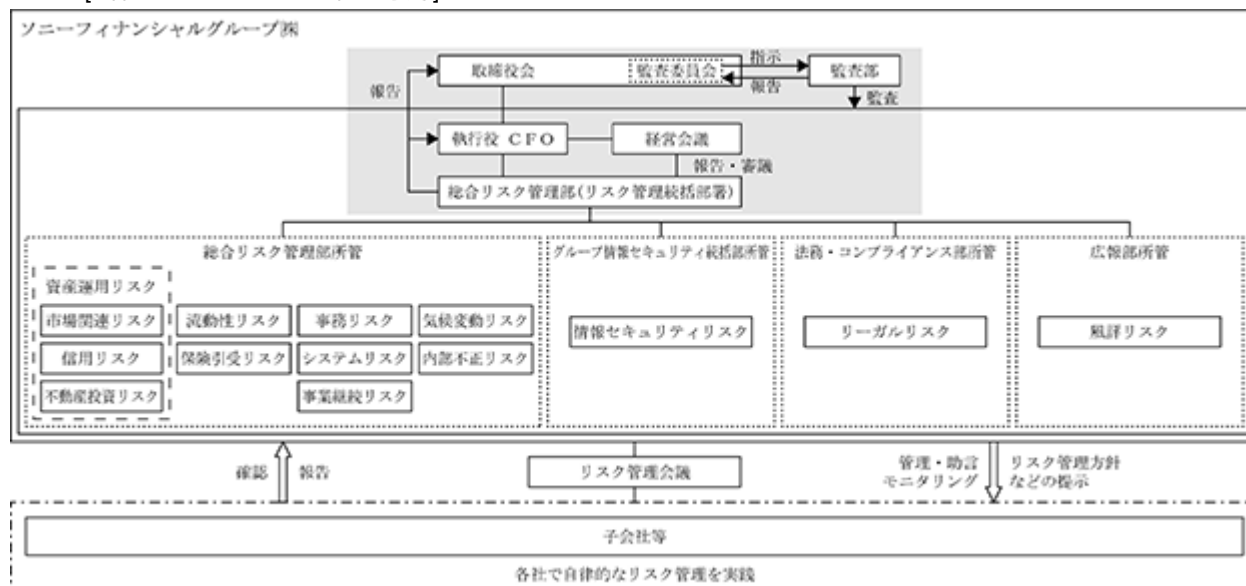 ソニーフィナンシャルグループ㈱
取締役会
監査委員会
指示
報告
監査部
監査
報告
執行役 CFO
経営会議
報告・審議
総合リスク管理部(リスク管理統括部署)
総合リスク管理部所管
グループ情報セキュリティ統括部所管
法務・コンプライアンス部所管
広報部所管
資産運用リスク
市場関連リスク
流動性リスク
事務リスク
気候変動リスク
情報セキュリティリスク
リーガルリスク
風評リスク
信用リスク
保険引受リスク
システムリスク
内部不正リスク
不動産投資リスク
事業継続リスク
確認
報告
リスク管理会議
管理・助言
モニタリング
リスク管理方針
などの提示
子会社等
各社で自律的なリスク管理を実践